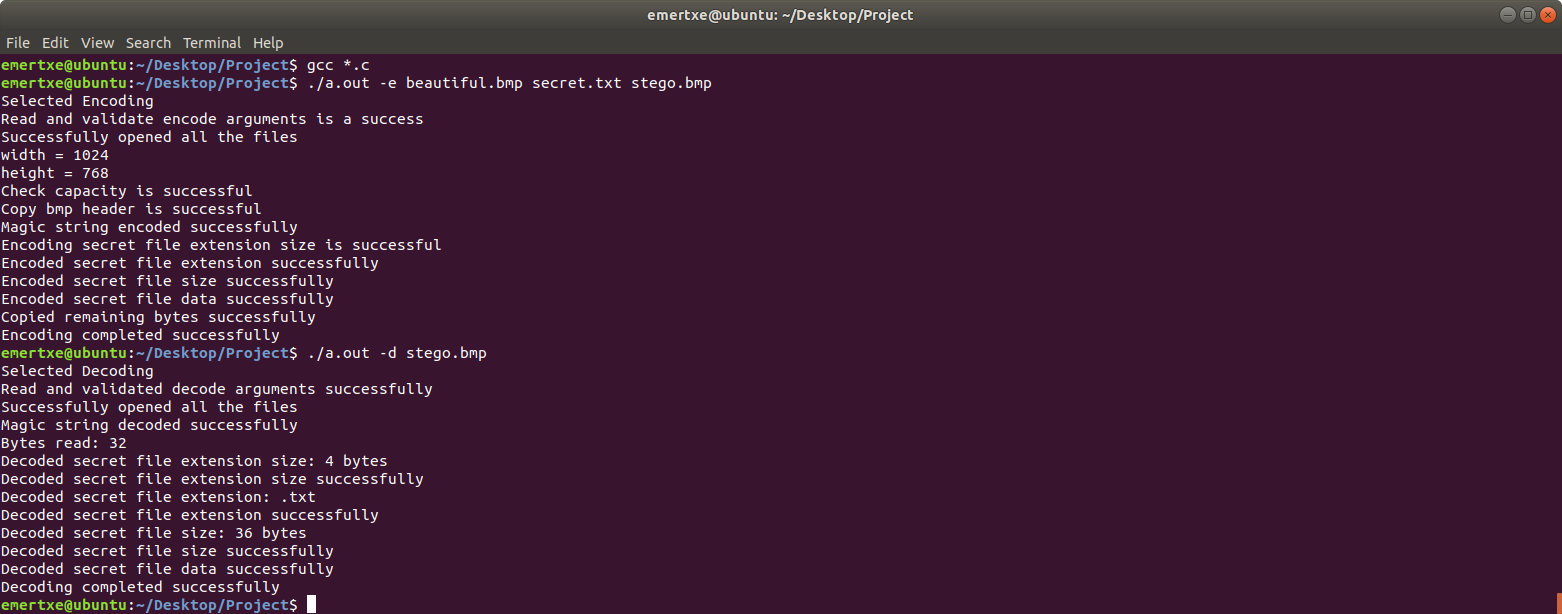 emertxe@ubuntu: ~/Desktop/Project
File Edit View Search Terminal Help
emertxe@ubuntu:~/Desktop/Project$ gcc *.c
emertxe@ubuntu:~/Desktop/Project$ ./a.out -e beautiful.bmp secret.txt stego.bmp
Selected Encoding
Read and validate encode arguments is a success
Successfully opened all the files
width = 1024
height = 768
Check capacity is successful
Copy bmp header is successful
Magic string encoded successfully
Encoding secret file extension size is successful
Encoded secret file extension successfully
Encoded secret file size successfully
Encoded secret file data successfully
Copied remaining bytes successfully
Encoding completed successfully
emertxe@ubuntu:~/Desktop/Project$ ./a.out -d stego.bmp
Selected Decoding
Read and validated decode arguments successfully
Successfully opened all the files
Magic string decoded successfully
Bytes read: 32
Decoded secret file extension size: 4 bytes
Decoded secret file extension size successfully
Decoded secret file extension: .txt
Decoded secret file extension successfully
Decoded secret file size: 36 bytes
Decoded secret file size successfully
Decoded secret file data successfully
Decoding completed successfully
emertxe@ubuntu:~/Desktop/Project$